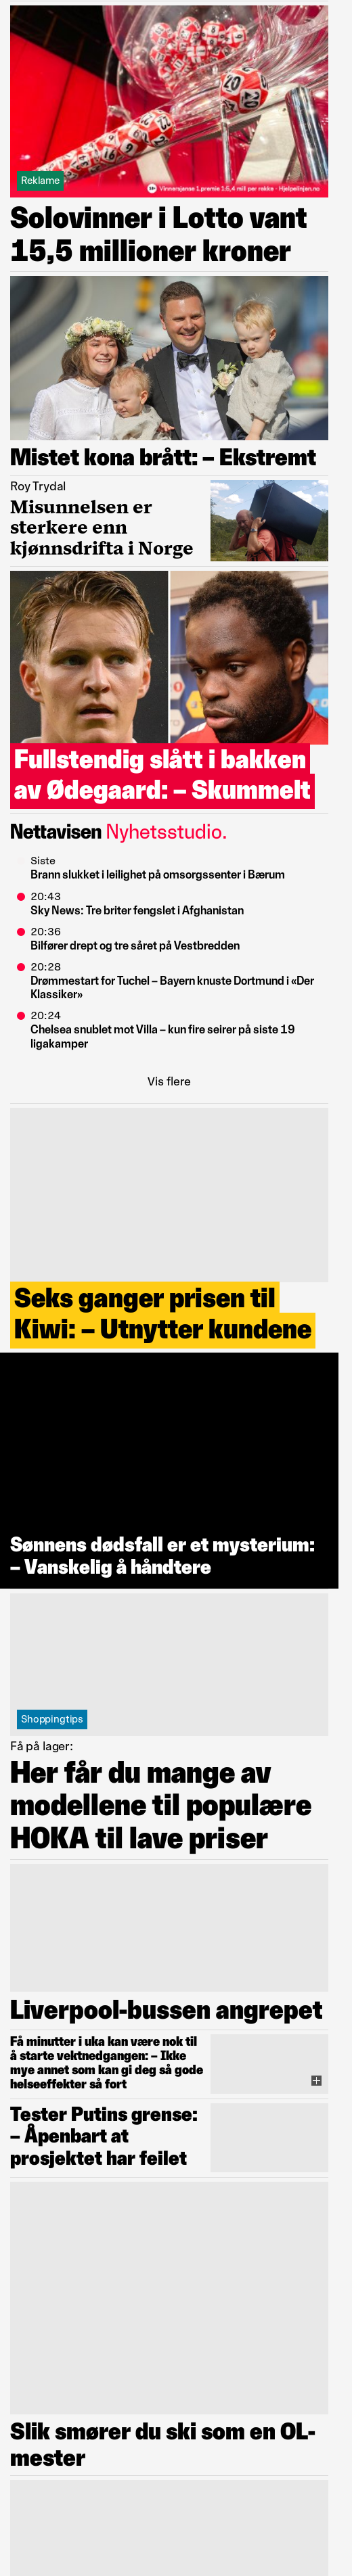 Reklame
Vinnersjanse 1.premie 1:5,4 mill per rekke - Hjelpelinjen.no
Solovinner i Lotto vant
15,5 millioner kroner
Mistet kona brått: – Ekstremt
Roy Trydal
Misunnelsen er
sterkere enn
kjønnsdrifta i Norge
Fullstendig slått i bakken
av Ødegaard: – Skummelt
Nettavisen Nyhetsstudio.
Siste
Brann slukket i leilighet på omsorgssenter i Bærum
20:43
Sky News: Tre briter fengslet i Afghanistan
20:36
Bilfører drept og tre såret på Vestbredden
20:28
Drømmestart for Tuchel – Bayern knuste Dortmund i «Der
Klassiker»
20:24
Chelsea snublet mot Villa – kun fire seirer på siste 19
ligakamper
Vis flere
Seks ganger prisen til
Kiwi: – Utnytter kundene
Sønnens dødsfall er et mysterium:
– Vanskelig å håndtere
Shoppingtips
Få på lager:
Her får du mange av
modellene til populære
HOKA til lave priser
Liverpool-bussen angrepet
Få minutter i uka kan være nok til
å starte vektnedgangen: – Ikke
mye annet som kan gi deg så gode
helseeffekter så fort
Tester Putins grense:
– Åpenbart at
prosjektet har feilet
Slik smører du ski som en OL-
mester